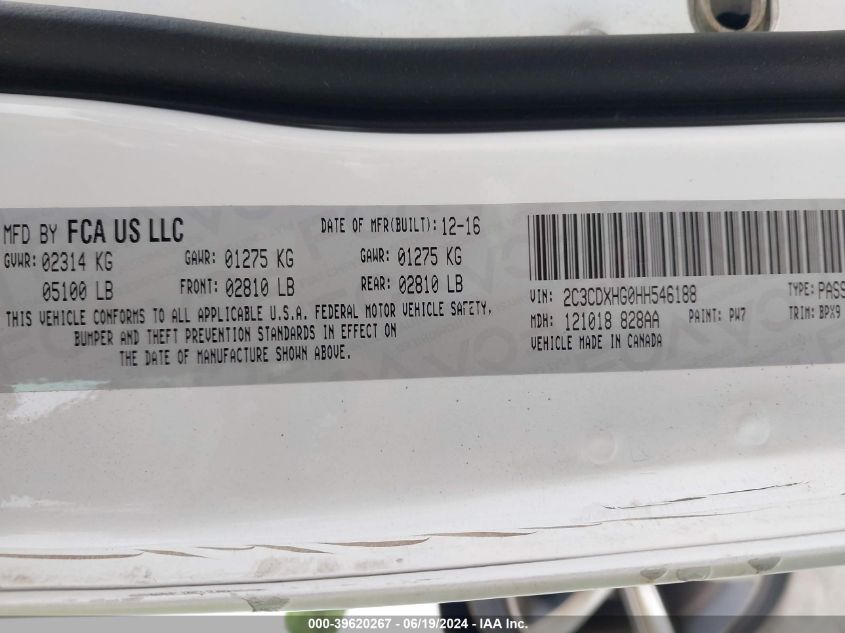 MFD BY FCA US LLC
DATE OF MFR(BUILT): 12-16
GVWR: 02314 KG
GAWR: 01275 KG
GAWR: 01275 KG
05100 LB
FRONT: 02810 LB
REAR: 02810 LB
THIS VEHICLE CONFORMS TO ALL APPLICABLE U.S.A. FEDERAL MOTOR VEHICLE SAFETY,
BUMPER AND THEFT PREVENTION STANDARDS IN EFFECT ON
THE DATE OF MANUFACTURE SHOWN ABOVE.
VIN: 2C3CDXHG0HH546188
TYPE: PASS
MDH: 121018 828AA
PAINT: PW7
TRIM: BPX9
VEHICLE MADE IN CANADA
000-39620267 - 06/19/2024 - IAA Inc.